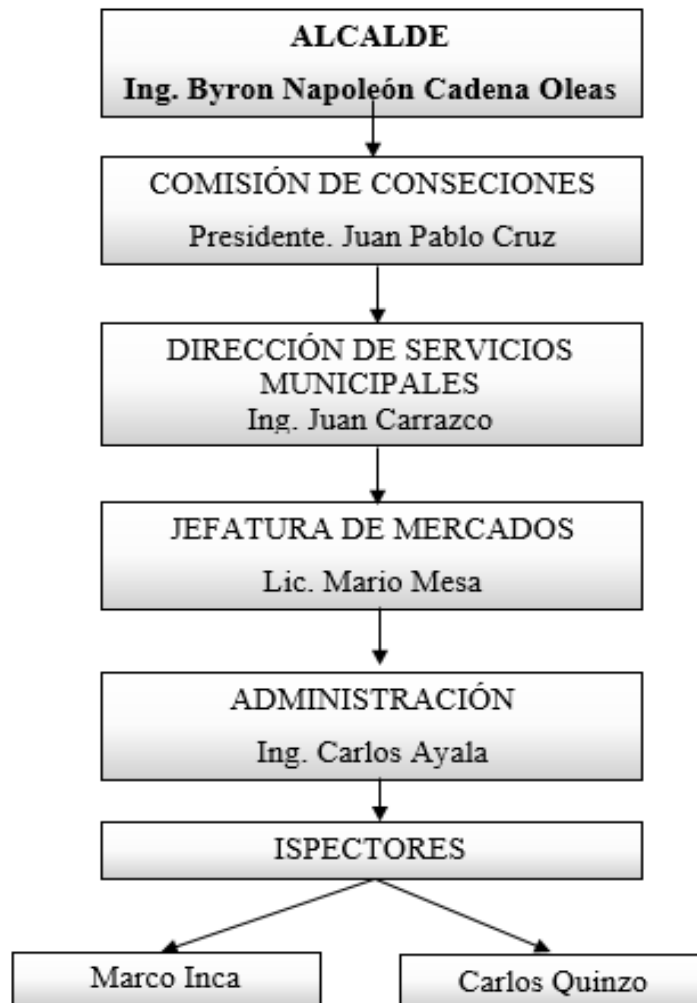 ALCALDE
Ing. Byron Napoleón Cadena Oleas
COMISIÓN DE CONSECIONES
Presidente. Juan Pablo Cruz
DIRECCIÓN DE SERVICIOS
MUNICIPALES
Ing. Juan Carrazco
JEFATURA DE MERCADOS
Lic. Mario Mesa
ADMINISTRACIÓN
Ing. Carlos Ayala
ISPECTORES
Marco Inca
Carlos Quinzo